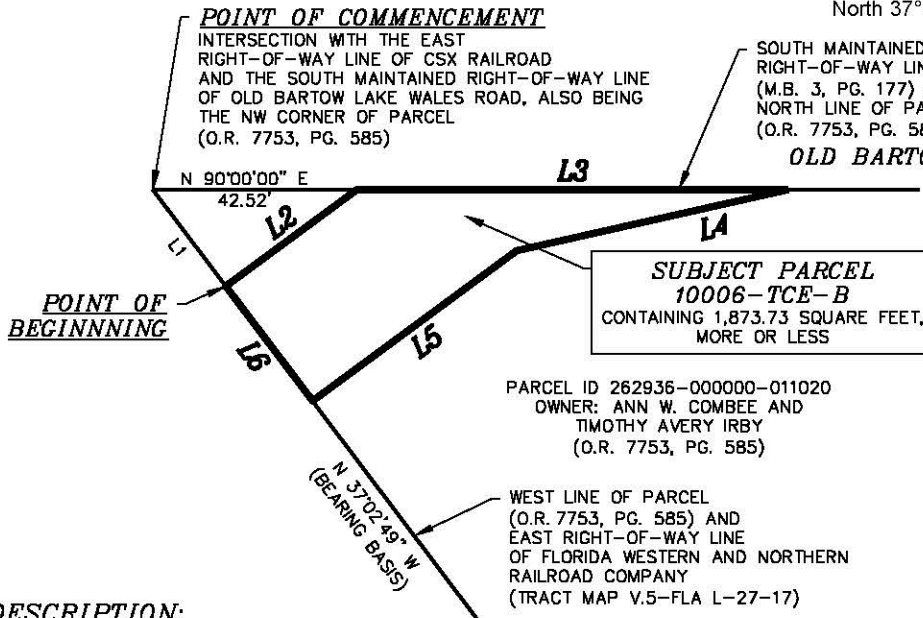 North 37°
POINT OF COMMENCEMENT
INTERSECTION WITH THE EAST
RIGHT-OF-WAY LINE OF CSX RAILROAD
AND THE SOUTH MAINTAINED RIGHT-OF-WAY LINE
OF OLD BARTOW LAKE WALES ROAD, ALSO BEING
THE NW CORNER OF PARCEL
(O.R. 7753, PG. 585)
SOUTH MAINTAINED
RIGHT-OF-WAY LIN
(M.B. 3, PG. 177)
NORTH LINE OF PA
(O.R. 7753, PG. 58
OLD BARTO
N 90°00'00" E
42.52'
L3
L2
L1
L4
SUBJECT PARCEL
10006-TCE-B
CONTAINING 1,873.73 SQUARE FEET,
MORE OR LESS
POINT OF
BEGINNNING
L6
L5
PARCEL ID 262936-000000-011020
OWNER: ANN W. COMBEE AND
TIMOTHY AVERY IRBY
(O.R. 7753, PG. 585)
N 37°02'49" W
(BEARING BASIS)
WEST LINE OF PARCEL
(O.R. 7753, PG. 585) AND
EAST RIGHT-OF-WAY LINE
OF FLORIDA WESTERN AND NORTHERN
RAILROAD COMPANY
(TRACT MAP V.5-FLA L-27-17)
DESCRIPTION: